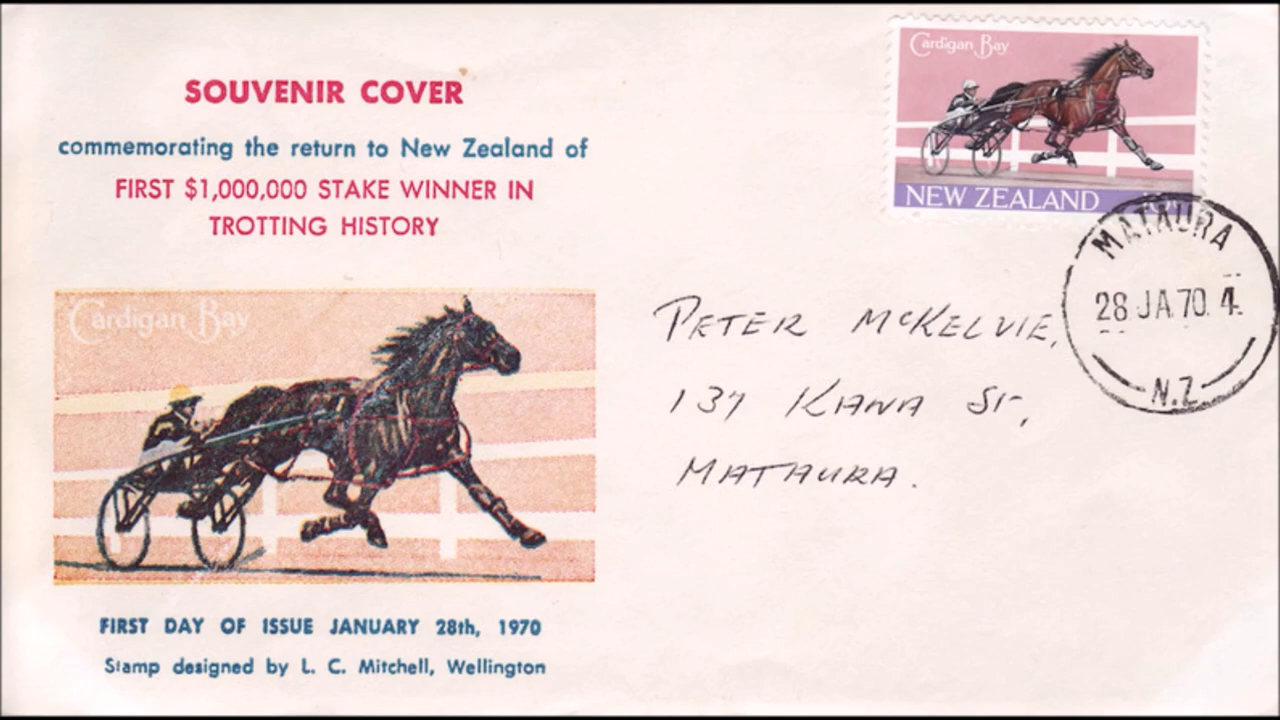 SOUVENIR COVER
commemorating the return to New Zealand of
FIRST $1,000,000 STAKE WINNER IN
TROTTING HISTORY
Cardigan Bay
FIRST DAY OF ISSUE JANUARY 28th, 1970
Stamp designed by L. C. Mitchell, Wellington
Cardigan Bay
NEW ZEALAND
MATAURA
28 JA 70 4
N.Z.
PETER McKELVIE,
137 KANA ST,
MATAURA.